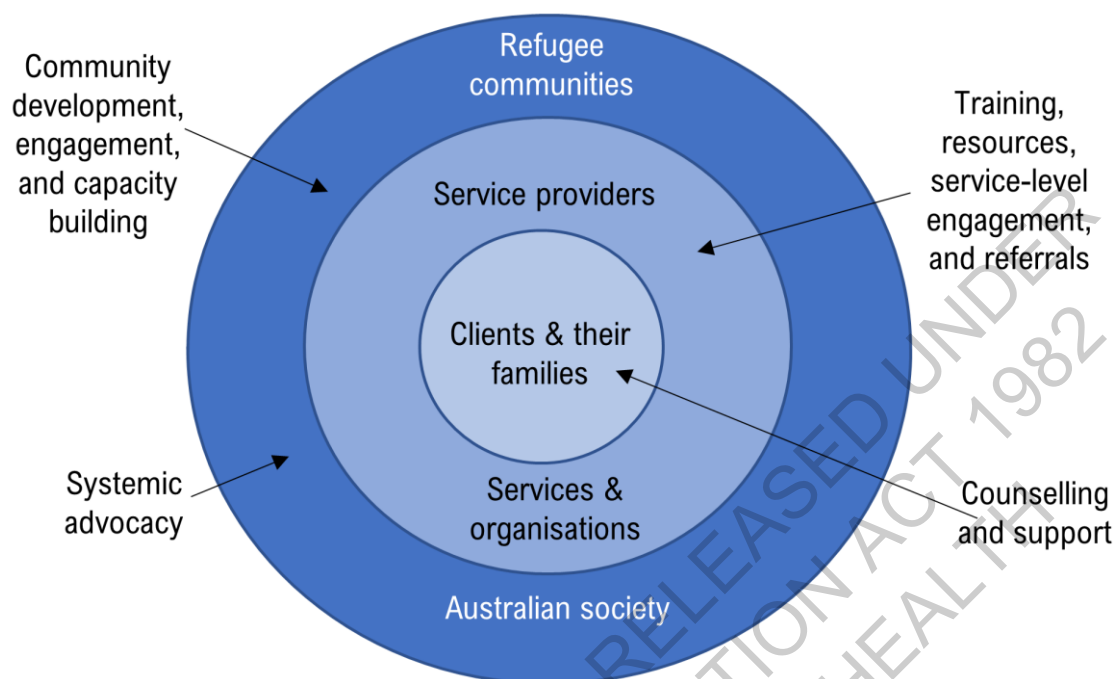 Refugee
communities
Community
development,
engagement,
and capacity
building
Training,
resources,
service-level
engagement,
and referrals
Service providers
Clients & their
families
Systemic
advocacy
Services &
organisations
Counselling
and support
Australian society
RELEASED UNDER
ACT 1982
HEALTH